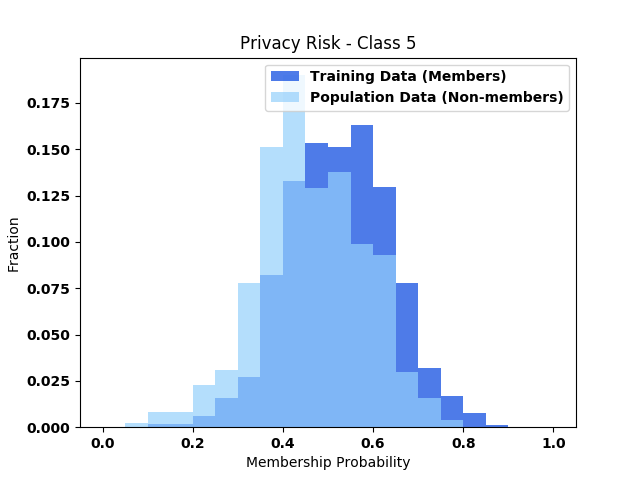 Privacy Risk - Class 5
Training Data (Members)
Population Data (Non-members)
0.175
0.150
0.125
0.100
0.075
0.050
0.025
0.000
Fraction
0.0 0.2 0.4 0.6 0.8 1.0
Membership Probability